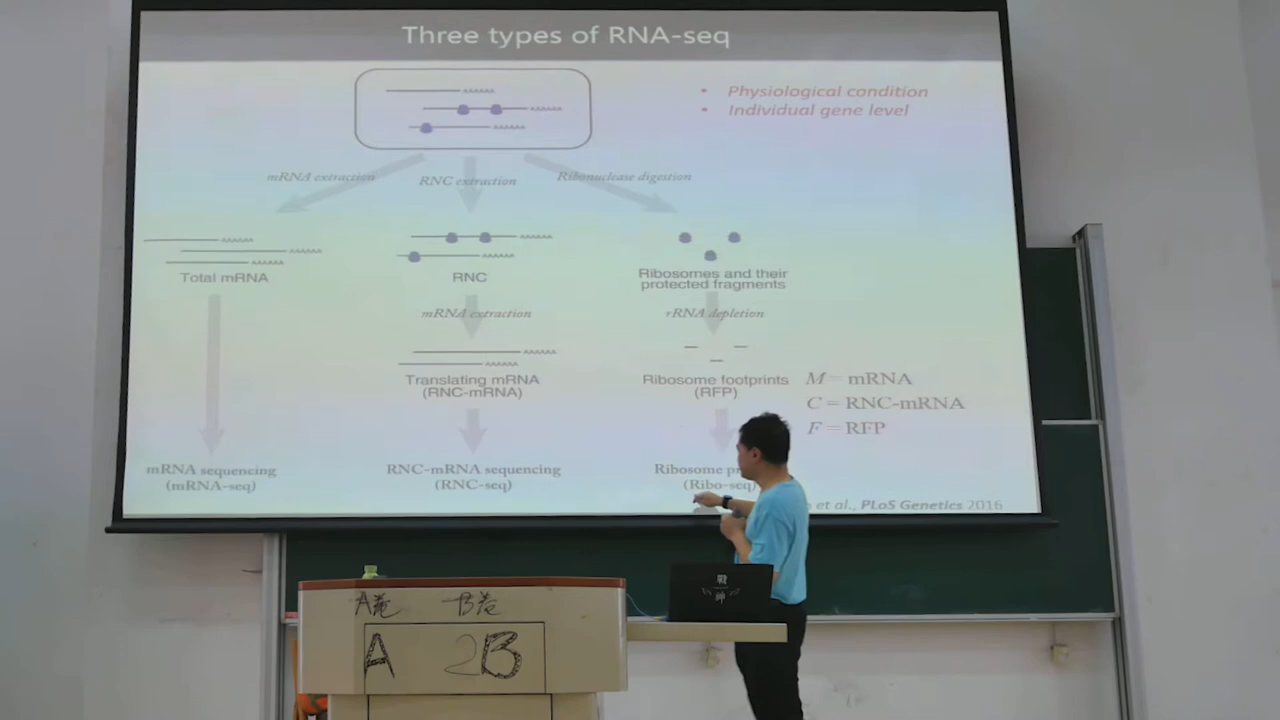 Three types of RNA-seq
AAAAAA
AAAAAA
AAAAAA
• Physiological condition
• Individual gene level
mRNA extraction
RNC extraction
Ribonuclease digestion
AAAAAA
AAAAAA
AAAAAA
Total mRNA
AAAAAA
AAAAAA
RNC
Ribosomes and their
protected fragments
mRNA extraction
rRNA depletion
AAAAAA
AAAAAA
Translating mRNA
(RNC-mRNA)
Ribosome footprints
(RFP)
M = mRNA
C = RNC-mRNA
F = RFP
mRNA sequencing
(mRNA-seq)
RNC-mRNA sequencing
(RNC-seq)
Ribosome
(Ribo-seq)
et al., PLoS Genetics 2016
A卷 B卷
A 2B